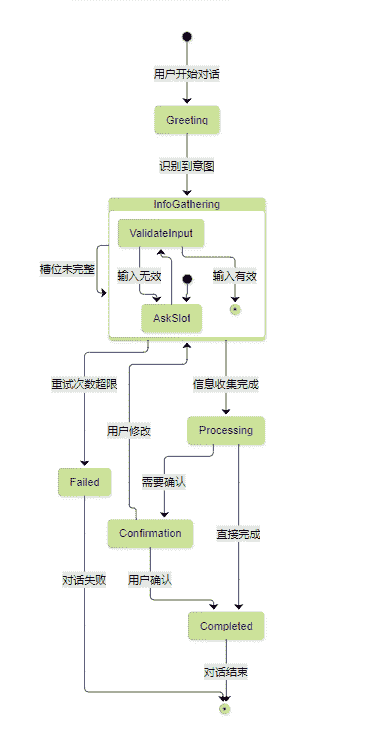 用户开始对话
Greeting
识别到意图
InfoGathering
ValidateInput
槽位未完整
输入无效
输入有效
AskSlot
重试次数超限
信息收集完成
用户修改
Processing
Failed
需要确认
Confirmation
直接完成
对话失败
用户确认
Completed
对话结束